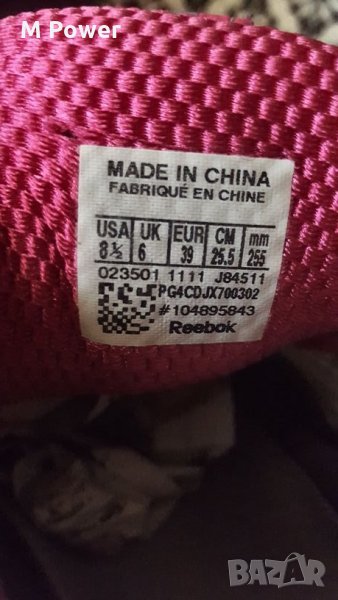 M Power
MADE IN CHINA
FABRIQUÉ EN CHINE
USA UK EUR CM mm
8½ 6 39 25.5 255
023501 1111 J84511
PG4CDJX700302
#104895843
Reebok
BAZAR